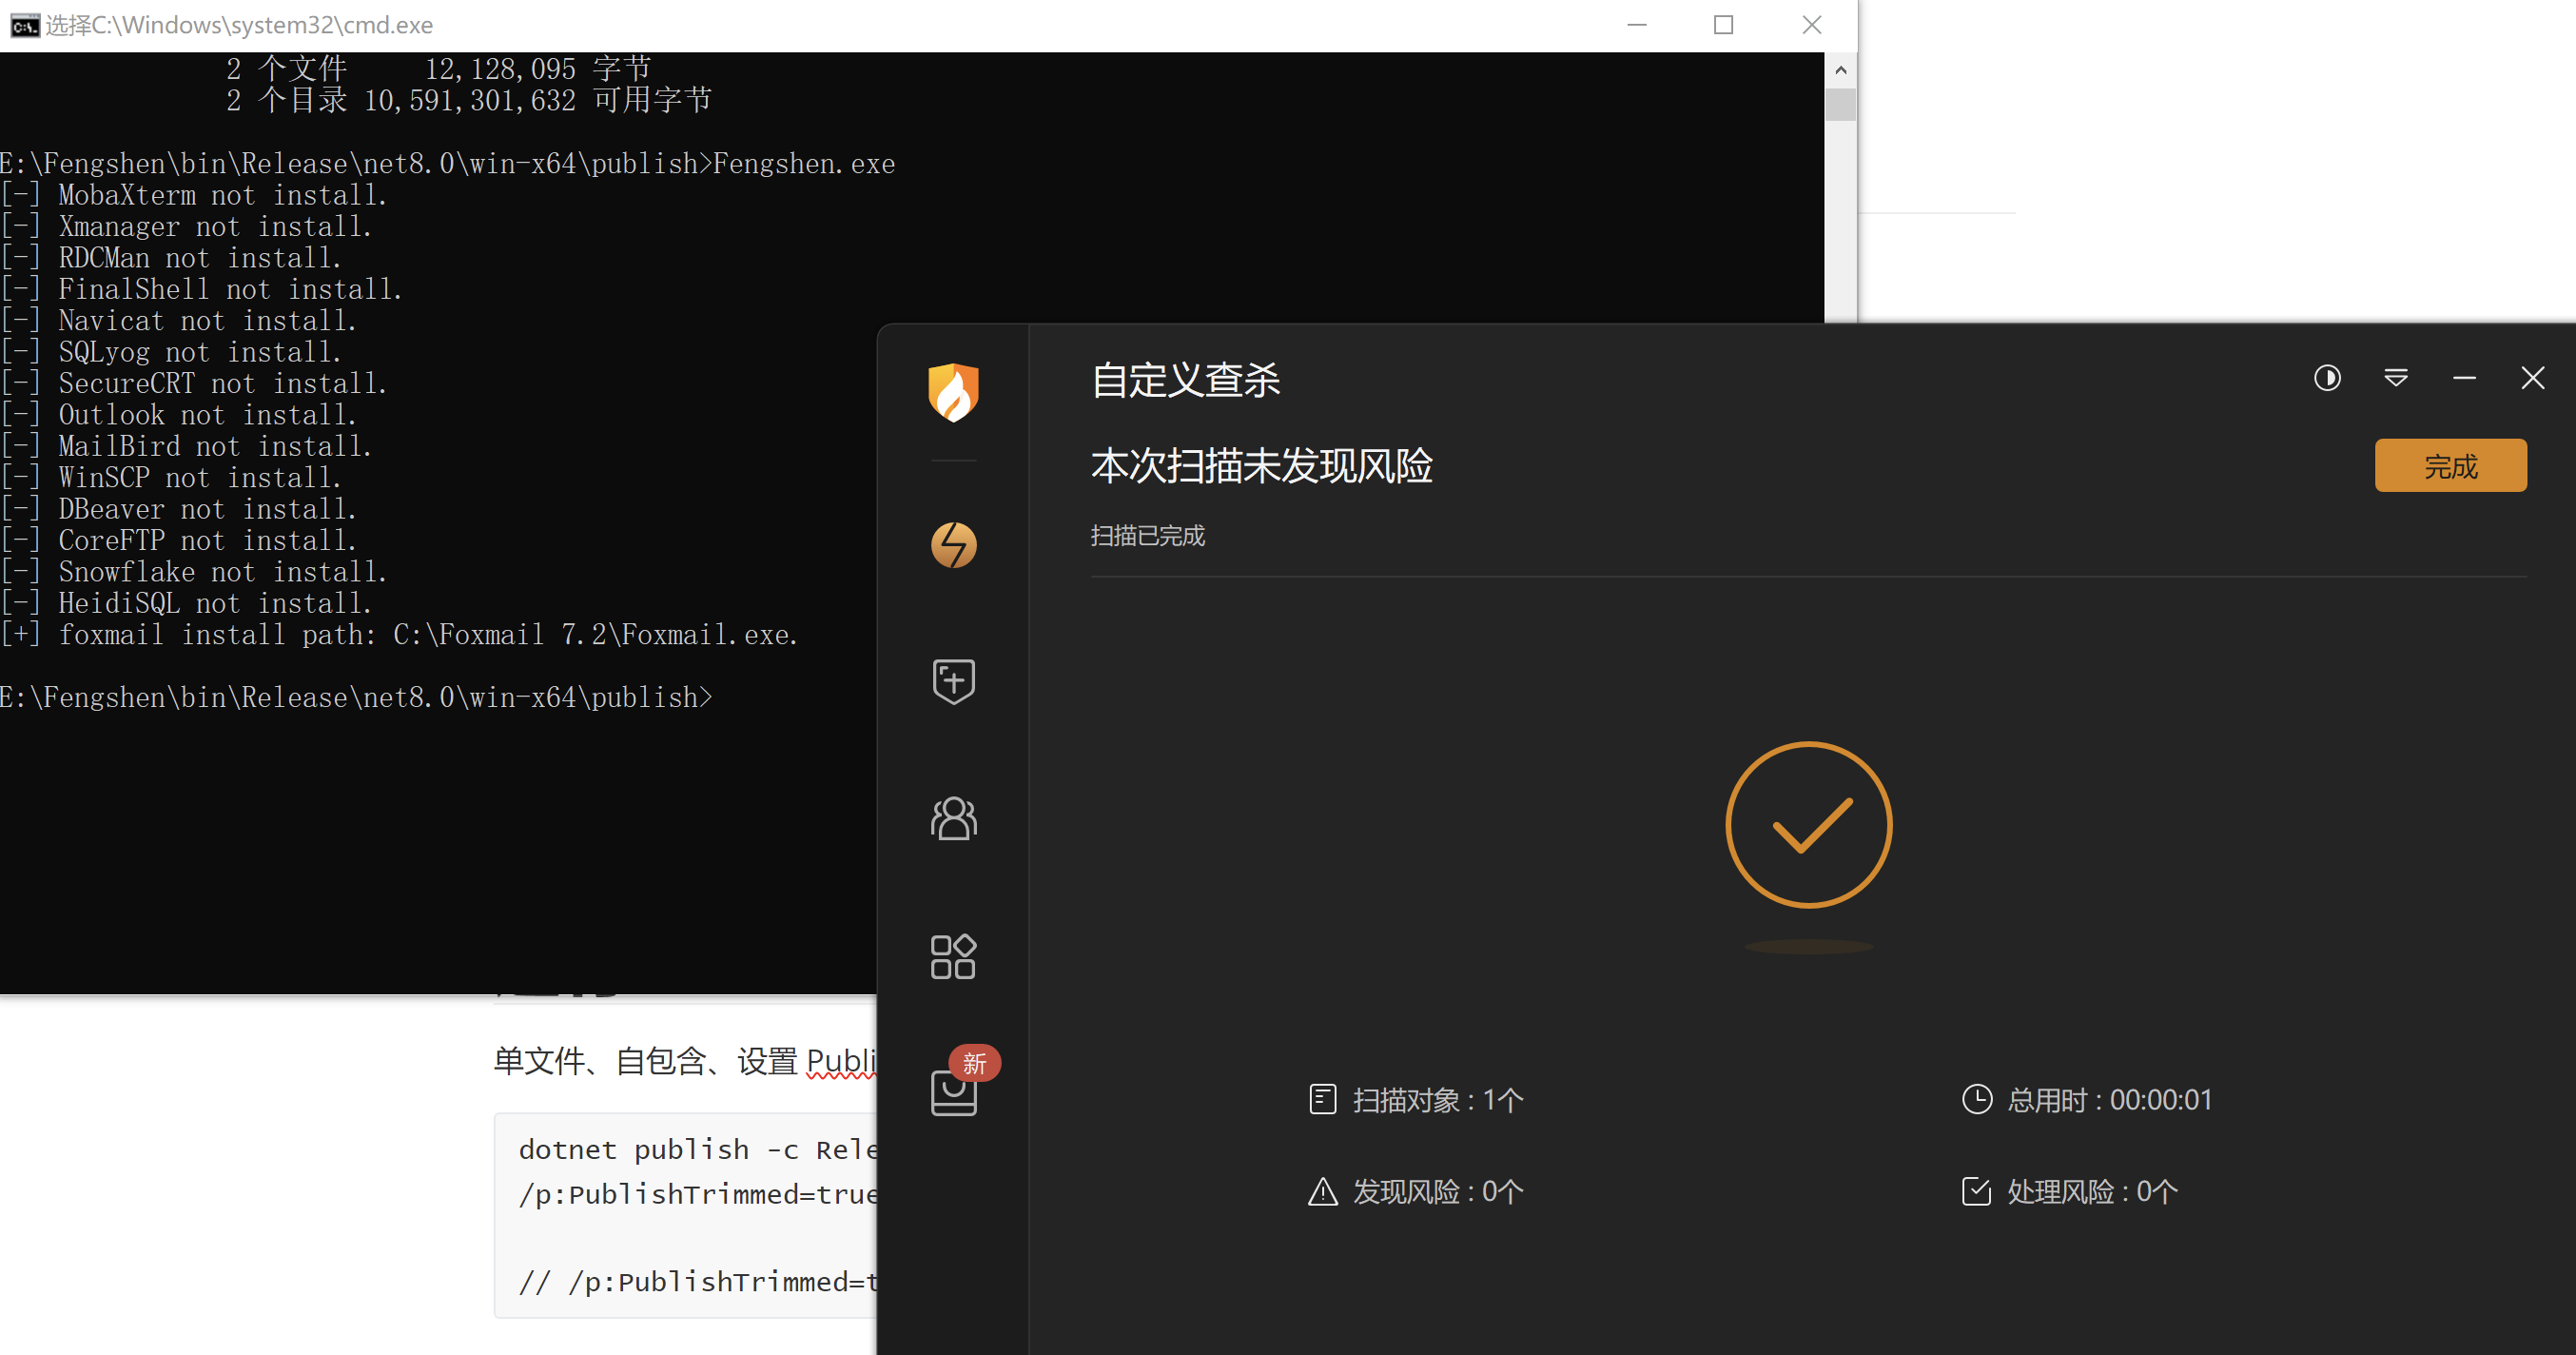 选择C:\Windows\system32\cmd.exe
2 个文件     12,128,095 字节
2 个目录 10,591,301,632 可用字节
E:\Fengshen\bin\Release\net8.0\win-x64\publish>Fengshen.exe
[-] MobaXterm not install.
[-] Xmanager not install.
[-] RDCMan not install.
[-] FinalShell not install.
[-] Navicat not install.
[-] SQLyog not install.
[-] SecureCRT not install.
[-] Outlook not install.
[-] MailBird not install.
[-] WinSCP not install.
[-] DBeaver not install.
[-] CoreFTP not install.
[-] Snowflake not install.
[-] HeidiSQL not install.
[+] foxmail install path: C:\Foxmail 7.2\Foxmail.exe.
E:\Fengshen\bin\Release\net8.0\win-x64\publish>
自定义查杀
本次扫描未发现风险
完成
扫描已完成
新
扫描对象 : 1个
总用时 : 00:00:01
发现风险 : 0个
处理风险 : 0个
单文件、自包含、设置 Publi
dotnet publish -c Rele
/p:PublishTrimmed=true
// /p:PublishTrimmed=t